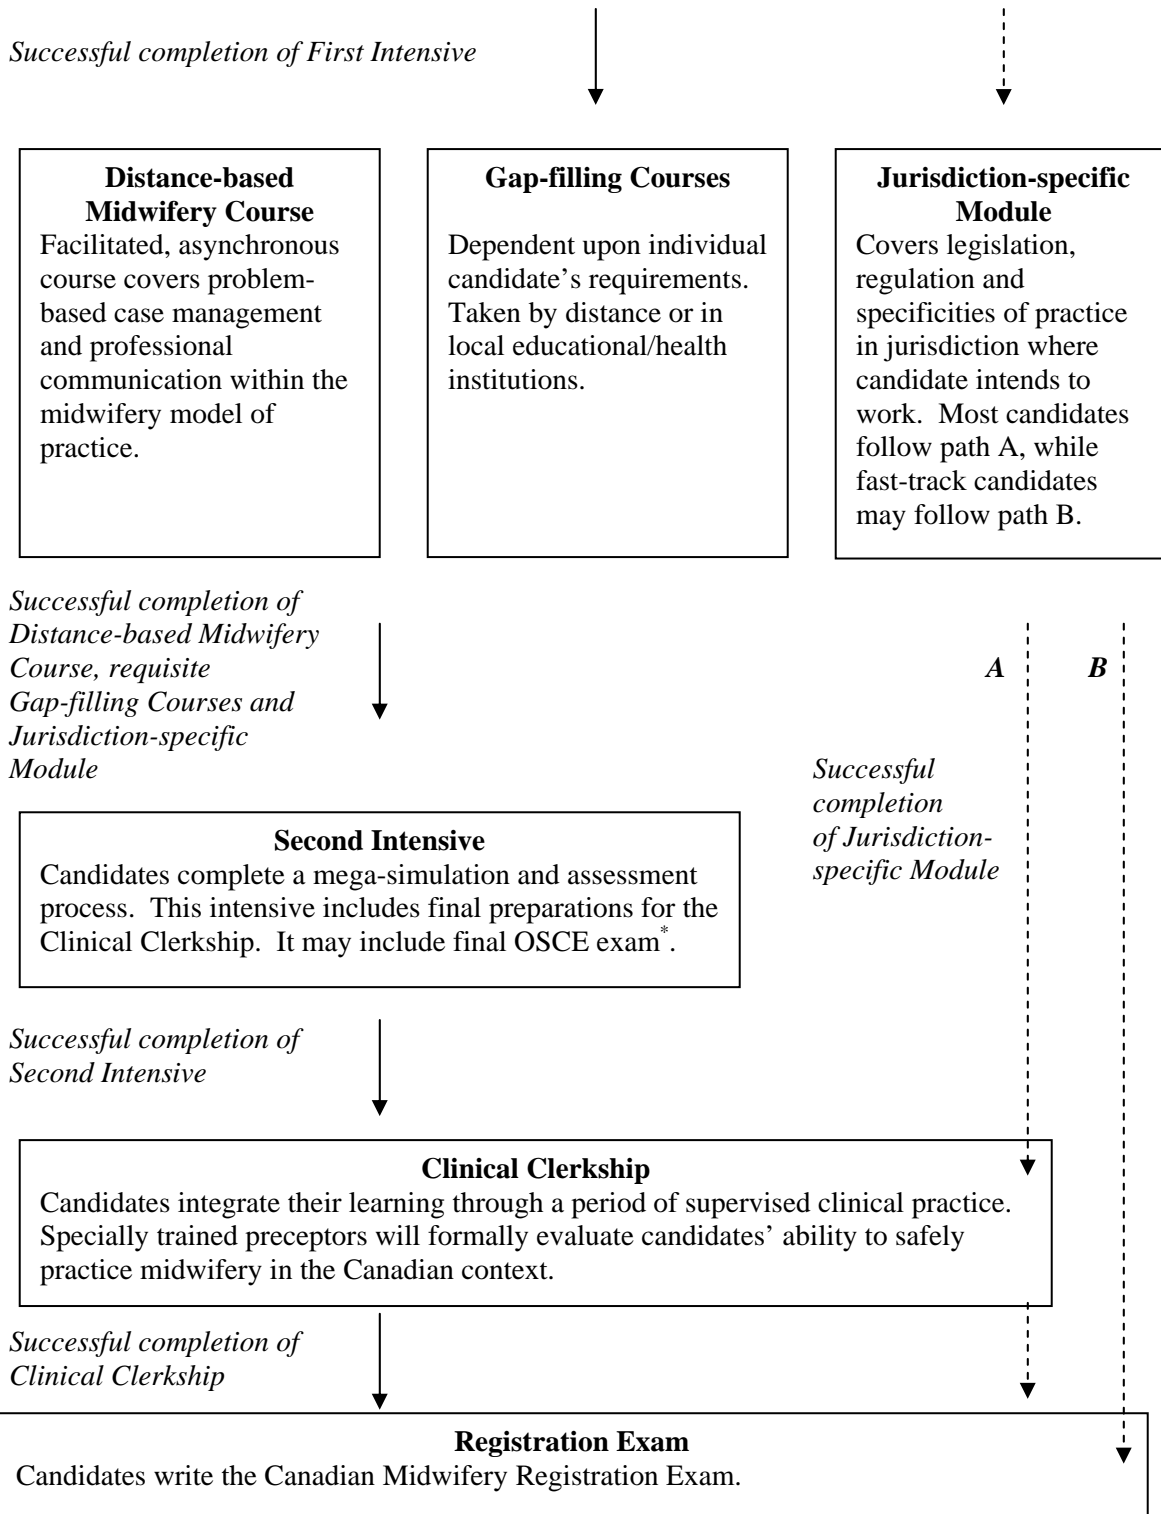 Successful completion of First Intensive
Distance-based
Midwifery Course
Facilitated, asynchronous
course covers problem-
based case management
and professional
communication within the
midwifery model of
practice.
Gap-filling Courses
Dependent upon individual
candidate’s requirements.
Taken by distance or in
local educational/health
institutions.
Jurisdiction-specific
Module
Covers legislation,
regulation and
specificities of practice
in jurisdiction where
candidate intends to
work.  Most candidates
follow path A, while
fast-track candidates
may follow path B.
Successful completion of
Distance-based Midwifery
Course, requisite
Gap-filling Courses and
Jurisdiction-specific
Module
A
B
Successful
completion
of Jurisdiction-
specific Module
Second Intensive
Candidates complete a mega-simulation and assessment
process.  This intensive includes final preparations for the
Clinical Clerkship.  It may include final OSCE exam*.
Successful completion of
Second Intensive
Clinical Clerkship
Candidates integrate their learning through a period of supervised clinical practice.
Specially trained preceptors will formally evaluate candidates’ ability to safely
practice midwifery in the Canadian context.
Successful completion of
Clinical Clerkship
Registration Exam
Candidates write the Canadian Midwifery Registration Exam.